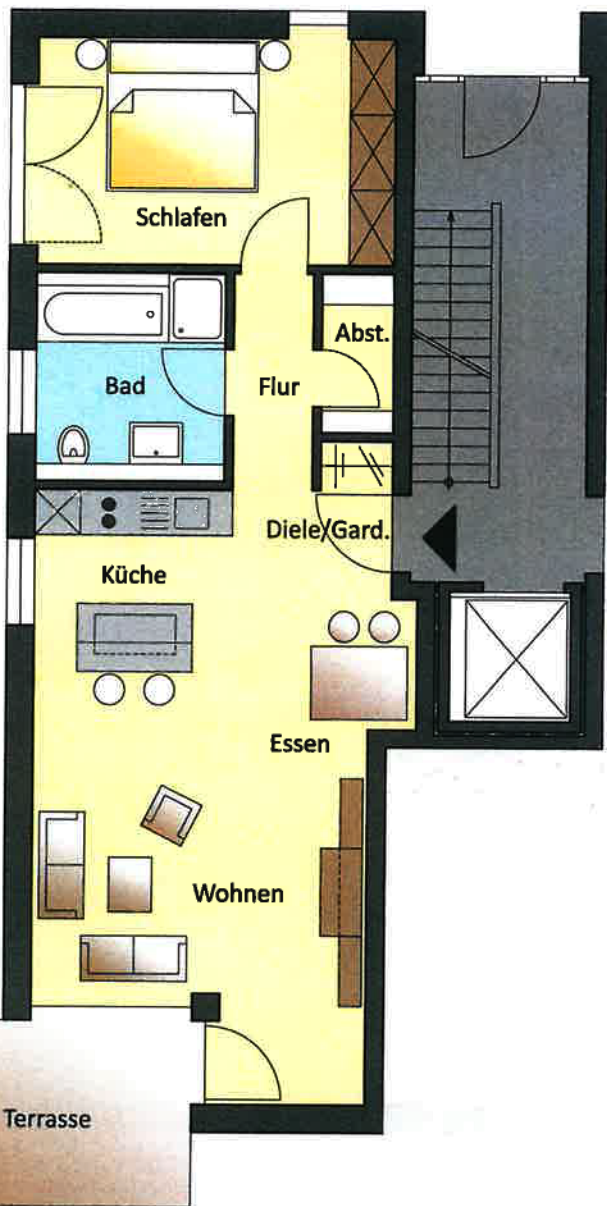 Schlafen
Abst.
Bad
Flur
Diele/Gard.
Küche
Essen
Wohnen
Terrasse